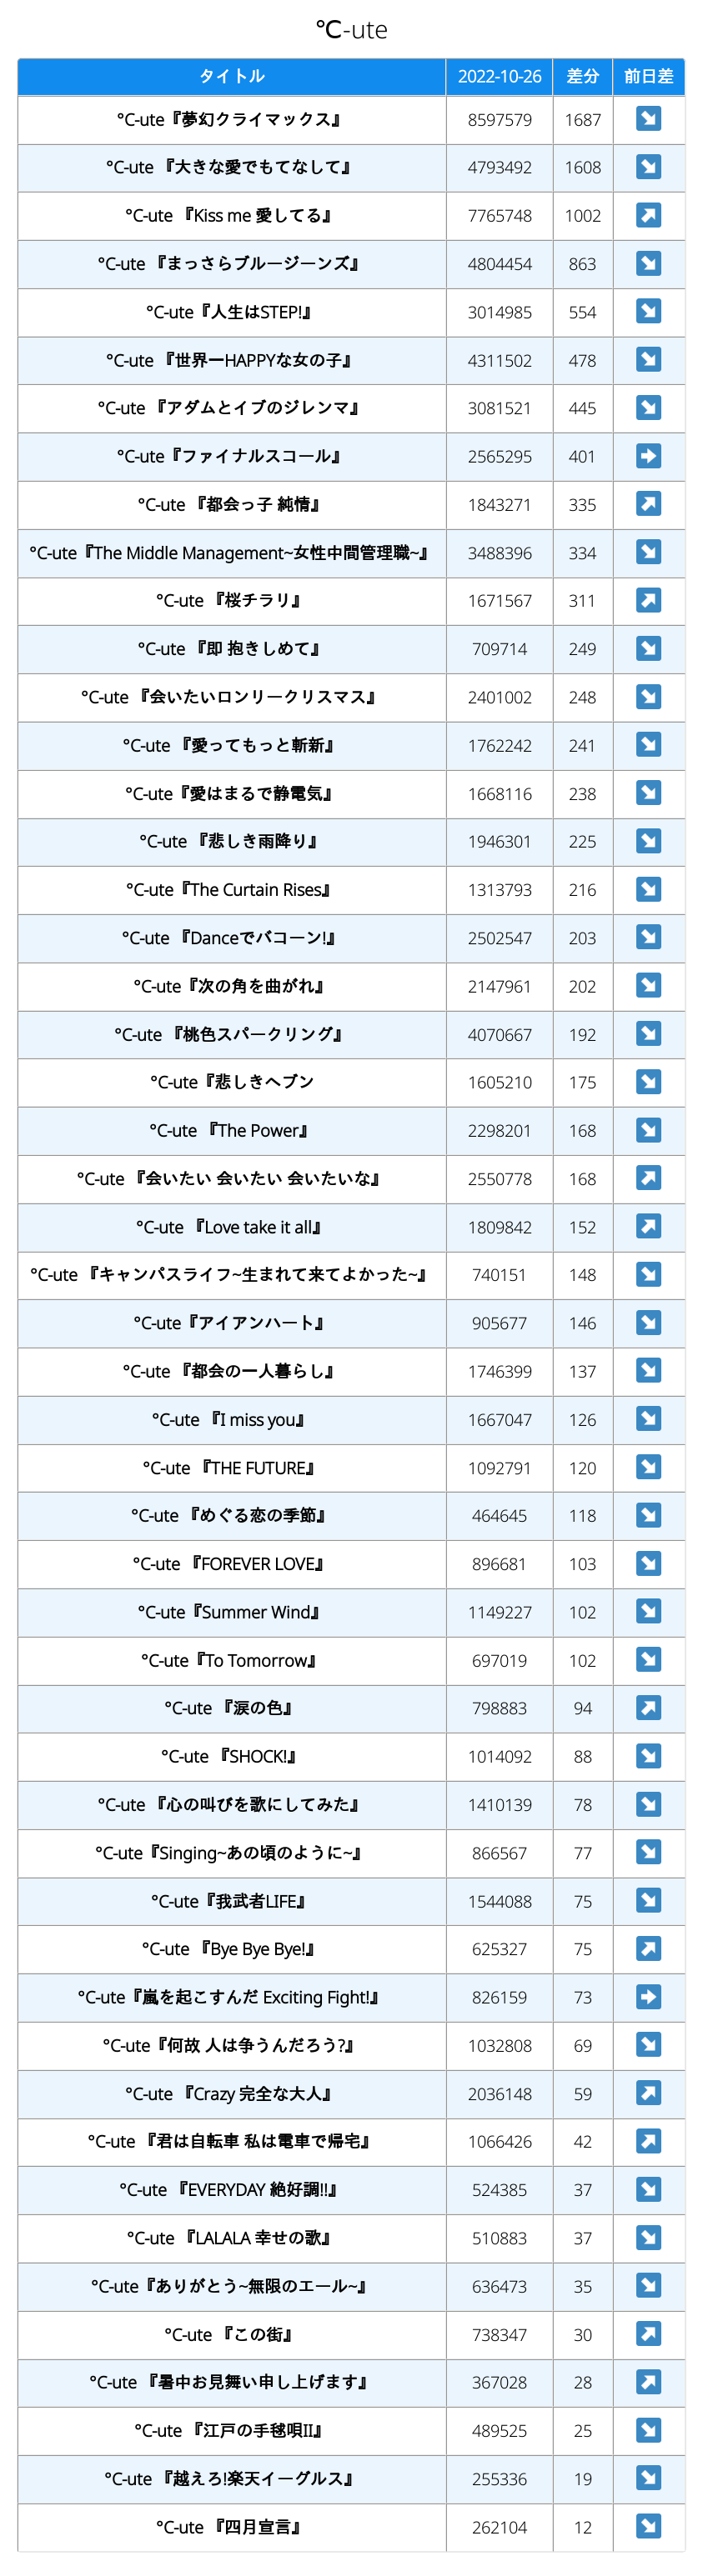 ℃-ute
タイトル 2022-10-26 差分 前日差
°C-ute『夢幻クライマックス』 8597579 1687 ↘
°C-ute 『大きな愛でもてなして』 4793492 1608 ↘
°C-ute 『Kiss me 愛してる』 7765748 1002 ↗
°C-ute 『まっさらブルージーンズ』 4804454 863 ↘
°C-ute『人生はSTEP!』 3014985 554 ↘
°C-ute 『世界一HAPPYな女の子』 4311502 478 ↘
°C-ute 『アダムとイブのジレンマ』 3081521 445 ↘
°C-ute『ファイナルスコール』 2565295 401 ➡
°C-ute 『都会っ子 純情』 1843271 335 ↗
°C-ute『The Middle Management~女性中間管理職~』 3488396 334 ↘
°C-ute 『桜チラリ』 1671567 311 ↗
°C-ute 『即 抱きしめて』 709714 249 ↘
°C-ute 『会いたいロンリークリスマス』 2401002 248 ↘
°C-ute 『愛ってもっと斬新』 1762242 241 ↘
°C-ute『愛はまるで静電気』 1668116 238 ↘
°C-ute 『悲しき雨降り』 1946301 225 ↘
°C-ute『The Curtain Rises』 1313793 216 ↘
°C-ute 『Danceでバコーン!』 2502547 203 ↘
°C-ute『次の角を曲がれ』 2147961 202 ↘
°C-ute 『桃色スパークリング』 4070667 192 ↘
°C-ute『悲しきヘブン 1605210 175 ↘
°C-ute 『The Power』 2298201 168 ↘
°C-ute 『会いたい 会いたい 会いたいな』 2550778 168 ↗
°C-ute 『Love take it all』 1809842 152 ↗
°C-ute 『キャンパスライフ~生まれて来てよかった~』 740151 148 ↘
°C-ute『アイアンハート』 905677 146 ↘
°C-ute 『都会の一人暮らし』 1746399 137 ↘
°C-ute 『I miss you』 1667047 126 ↘
°C-ute 『THE FUTURE』 1092791 120 ↘
°C-ute 『めぐる恋の季節』 464645 118 ↘
°C-ute 『FOREVER LOVE』 896681 103 ↘
°C-ute『Summer Wind』 1149227 102 ↘
°C-ute『To Tomorrow』 697019 102 ↘
°C-ute 『涙の色』 798883 94 ↗
°C-ute 『SHOCK!』 1014092 88 ↘
°C-ute 『心の叫びを歌にしてみた』 1410139 78 ↘
°C-ute『Singing~あの頃のように~』 866567 77 ↘
°C-ute『我武者LIFE』 1544088 75 ↘
°C-ute 『Bye Bye Bye!』 625327 75 ↗
°C-ute『嵐を起こすんだ Exciting Fight!』 826159 73 ➡
°C-ute『何故 人は争うんだろう?』 1032808 69 ↘
°C-ute 『Crazy 完全な大人』 2036148 59 ↗
°C-ute 『君は自転車 私は電車で帰宅』 1066426 42 ↗
°C-ute 『EVERYDAY 絶好調!!』 524385 37 ↘
°C-ute 『LALALA 幸せの歌』 510883 37 ↘
°C-ute『ありがとう~無限のエール~』 636473 35 ↘
°C-ute 『この街』 738347 30 ↗
°C-ute 『暑中お見舞い申し上げます』 367028 28 ↗
°C-ute 『江戸の手毬唄II』 489525 25 ↘
°C-ute 『越えろ!楽天イーグルス』 255336 19 ↘
°C-ute 『四月宣言』 262104 12 ↘